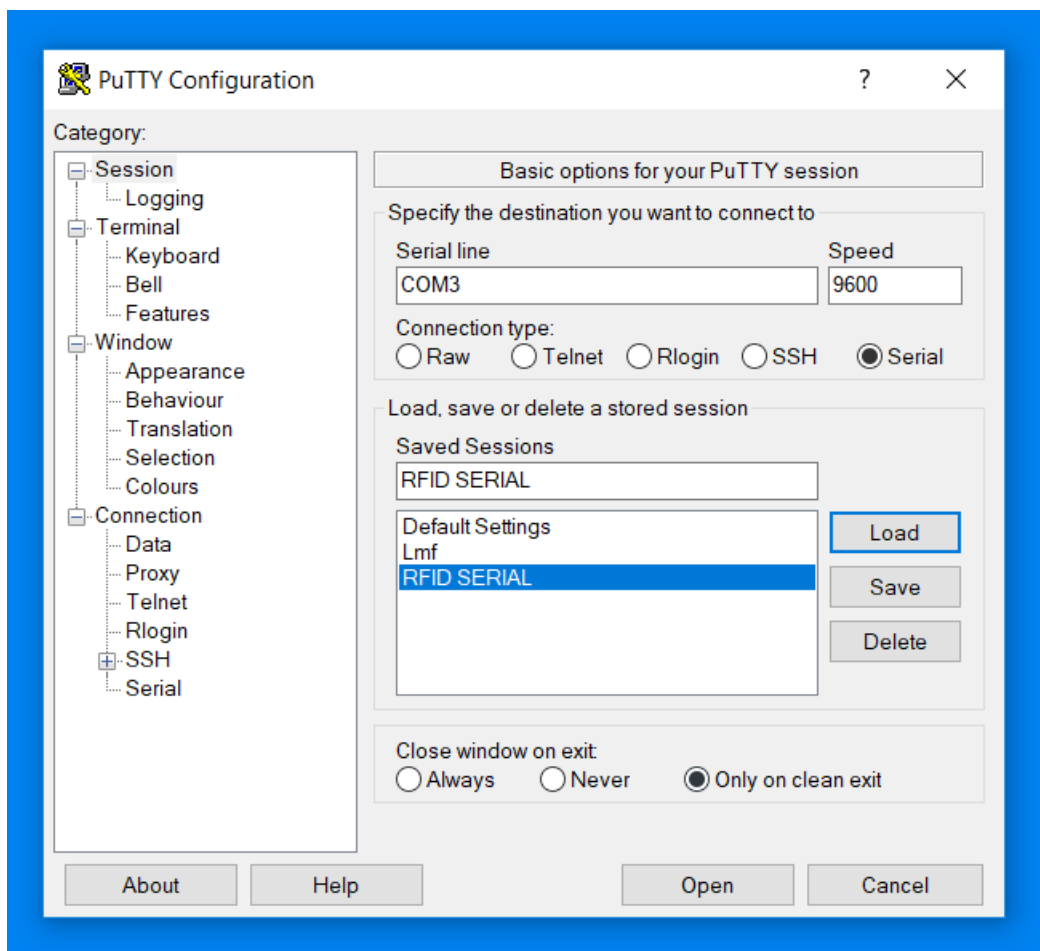 PuTTY Configuration
?
Category:
Session
Logging
Terminal
Keyboard
Bell
Features
Window
Appearance
Behaviour
Translation
Selection
Colours
Connection
Data
Proxy
Telnet
Rlogin
SSH
Serial
Basic options for your PuTTY session
Specify the destination you want to connect to
Serial line Speed
COM3 9600
Connection type:
Raw Telnet Rlogin SSH Serial
Load, save or delete a stored session
Saved Sessions
RFID SERIAL
Default Settings
Lmf
RFID SERIAL
Load
Save
Delete
Close window on exit:
Always Never Only on clean exit
About Help Open Cancel